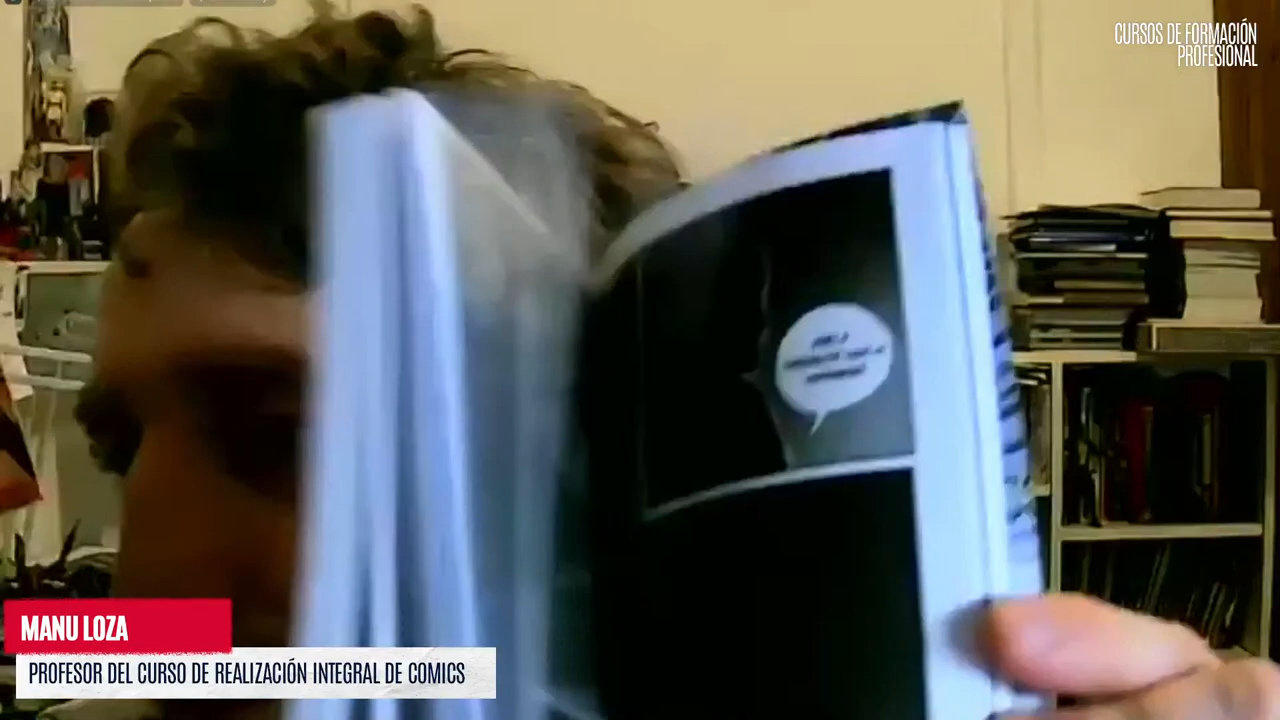 CURSOS DE FORMACIÓN
PROFESIONAL
MANU LOZA
PROFESOR DEL CURSO DE REALIZACIÓN INTEGRAL DE COMICS